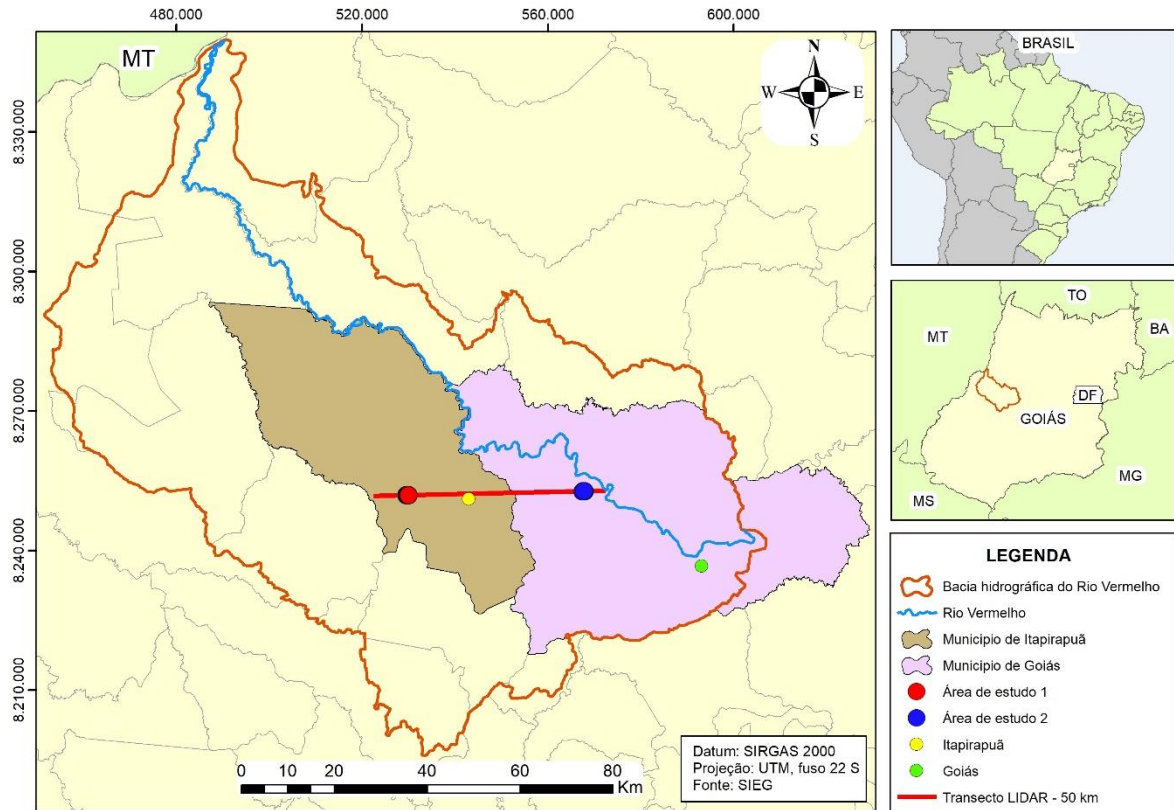 480.000 520.000 560.000 600.000
MT
N
W E
S
8.330.000
8.300.000
8.270.000
8.240.000
8.210.000
0 10 20 40 60 80
Km
Datum: SIRGAS 2000
Projeção: UTM, fuso 22 S
Fonte: SIEG
BRASIL
TO
MT
BA
DF
GOIÁS
MG
MS
LEGENDA
Bacia hidrográfica do Rio Vermelho
Rio Vermelho
Municipio de Itapirapuã
Municipio de Goiás
Área de estudo 1
Área de estudo 2
Itapirapuã
Goiás
Transecto LIDAR - 50 km